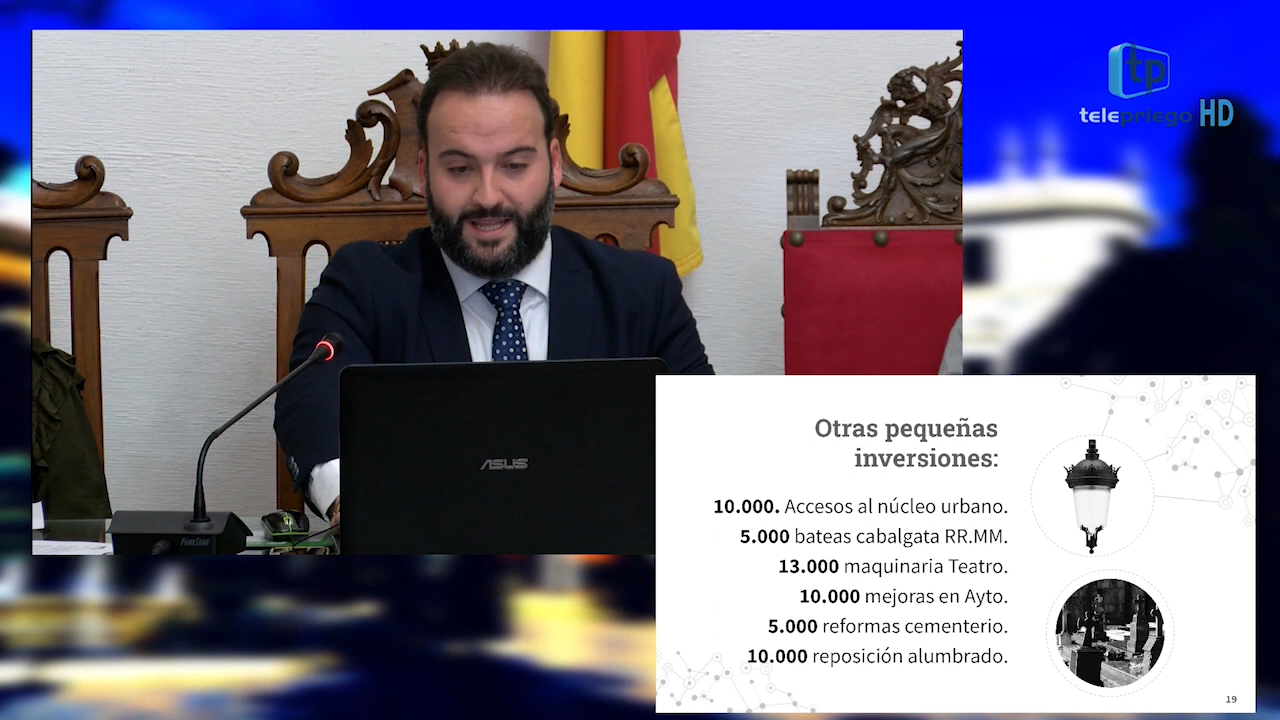 tp
telepriego HD
ASUS
FONESTAR
Otras pequeñas
inversiones:
10.000. Accesos al núcleo urbano.
5.000 bateas cabalgata RR.MM.
13.000 maquinaria Teatro.
10.000 mejoras en Ayto.
5.000 reformas cementerio.
10.000 reposición alumbrado.
19